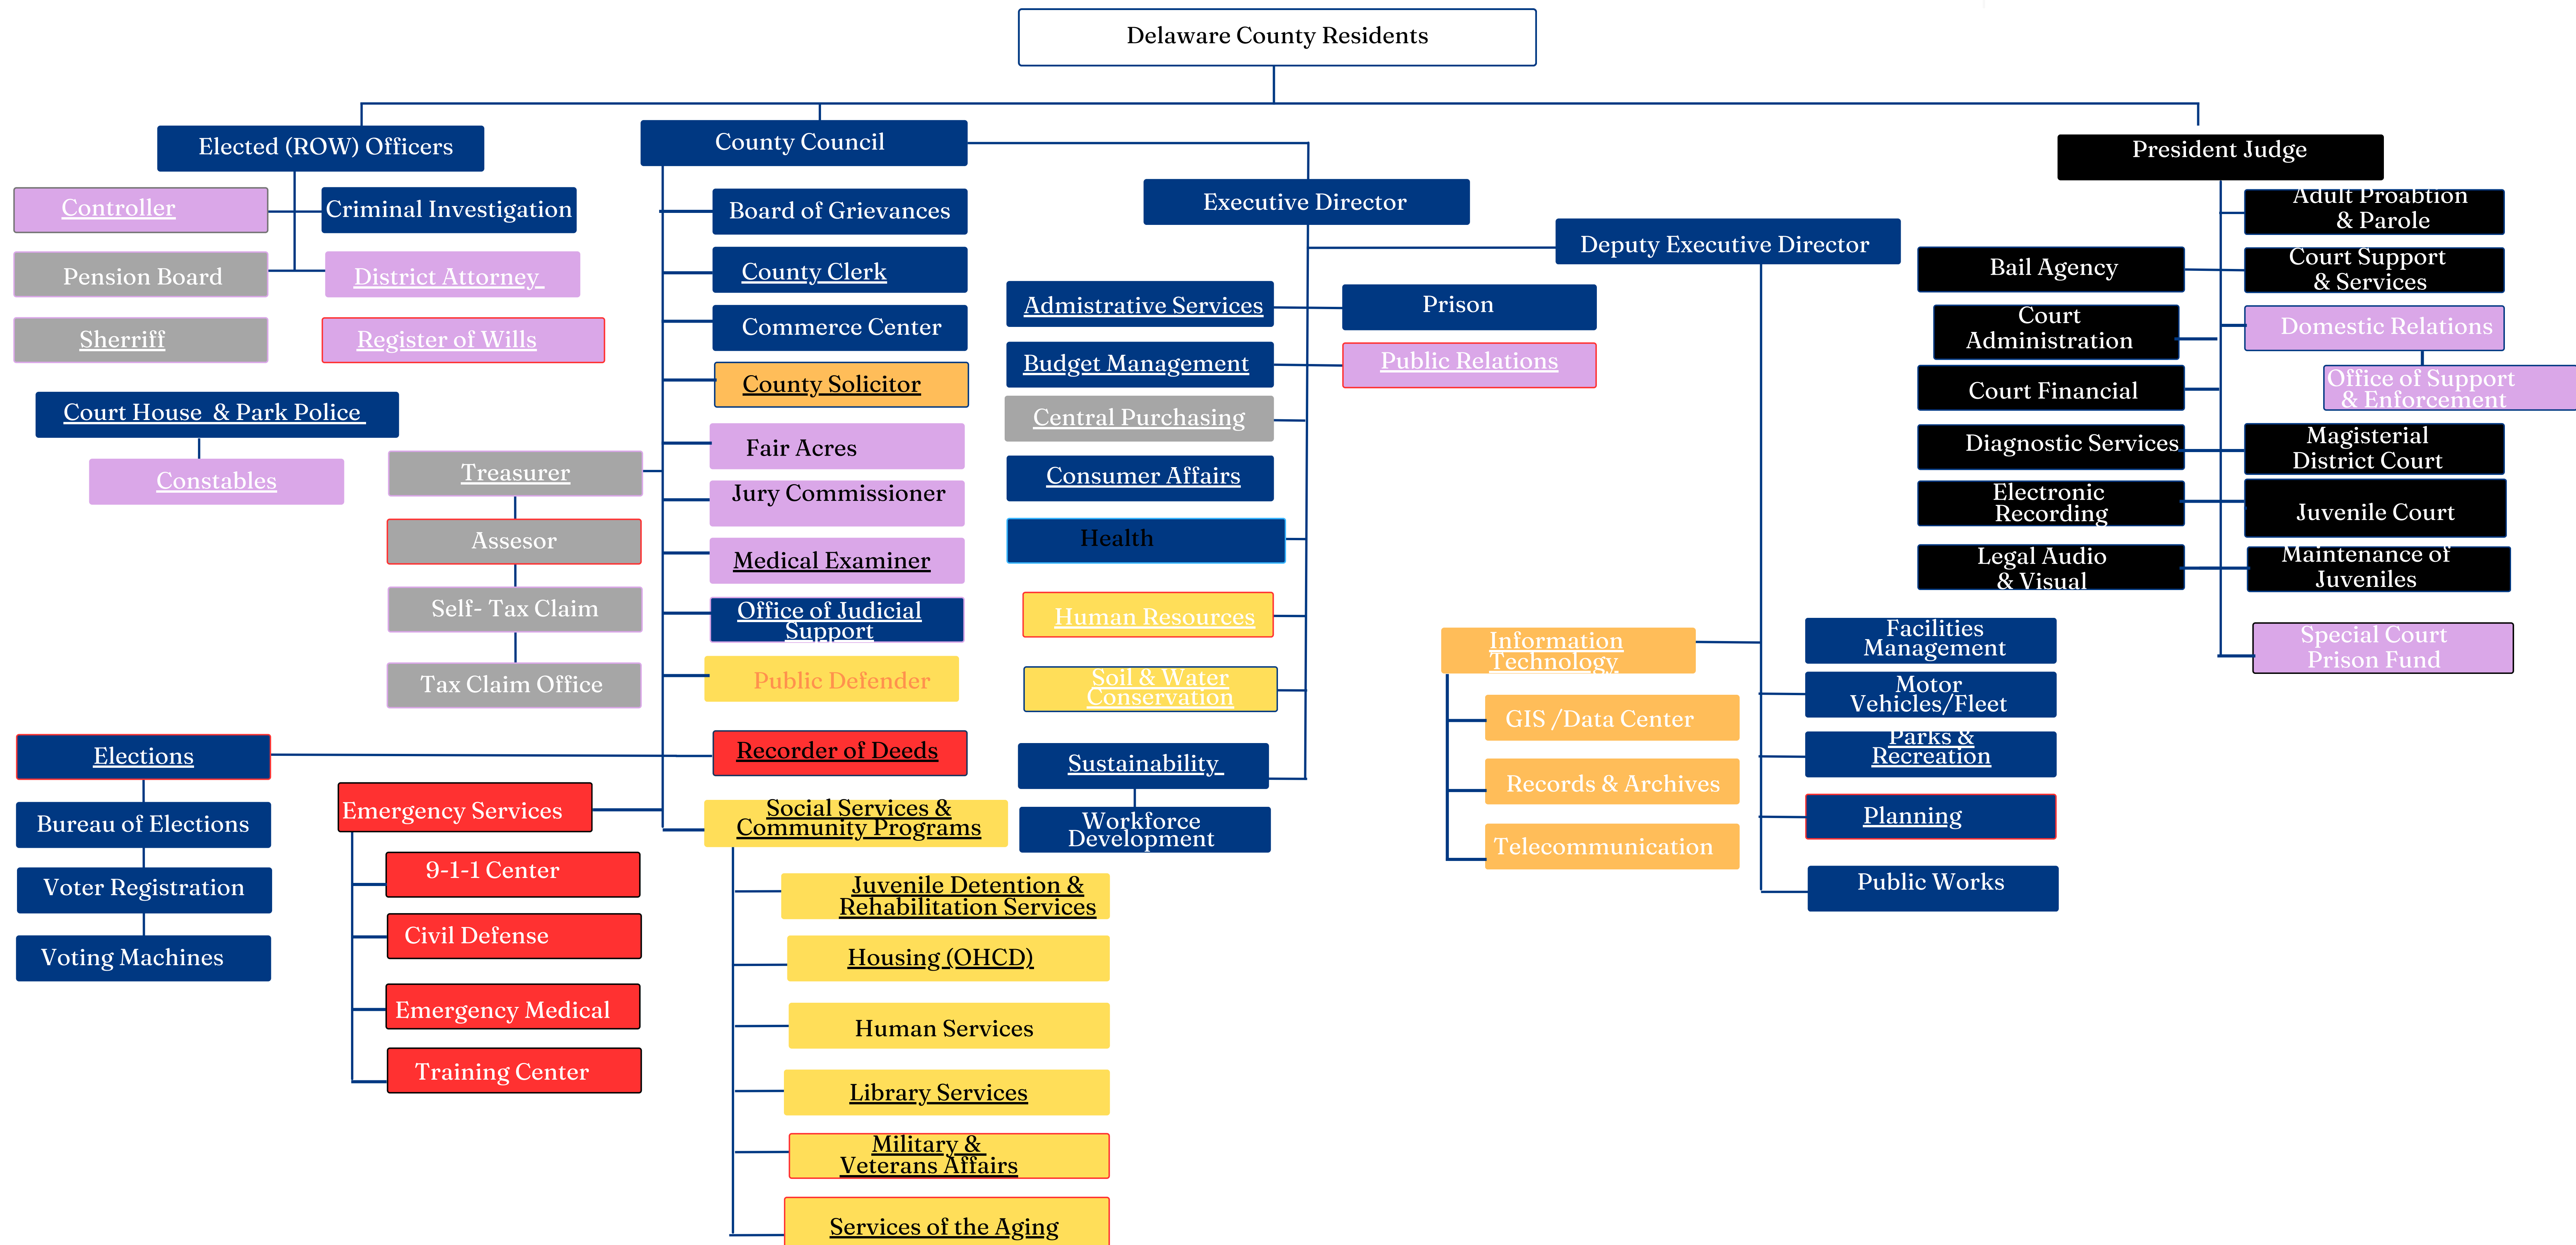 Delaware County Residents
Elected (ROW) Officers
Controller
Criminal Investigation
Pension Board
District Attorney
Sherriff
Register of Wills
Court House & Park Police
Constables
County Council
Board of Grievances
County Clerk
Commerce Center
County Solicitor
Fair Acres
Jury Commissioner
Medical Examiner
Office of Judicial
Support
Public Defender
Recorder of Deeds
Social Services &
Community Programs
Juvenile Detention &
Rehabilitation Services
Housing (OHCD)
Human Services
Library Services
Military &
Veterans Affairs
Services of the Aging
Treasurer
Assesor
Self- Tax Claim
Tax Claim Office
Elections
Bureau of Elections
Voter Registration
Voting Machines
Emergency Services
9-1-1 Center
Civil Defense
Emergency Medical
Training Center
Executive Director
Admistrative Services
Prison
Budget Management
Public Relations
Central Purchasing
Consumer Affairs
Health
Human Resources
Soil & Water
Conservation
Sustainability
Workforce
Development
Deputy Executive Director
Information
Technology
GIS /Data Center
Records & Archives
Telecommunication
Facilities
Management
Motor
Vehicles/Fleet
Parks &
Recreation
Planning
Public Works
President Judge
Adult Proabtion
& Parole
Bail Agency
Court Support
& Services
Court
Administration
Domestic Relations
Office of Support
& Enforcement
Court Financial
Diagnostic Services
Magisterial
District Court
Electronic
Recording
Juvenile Court
Legal Audio
& Visual
Maintenance of
Juveniles
Special Court
Prison Fund